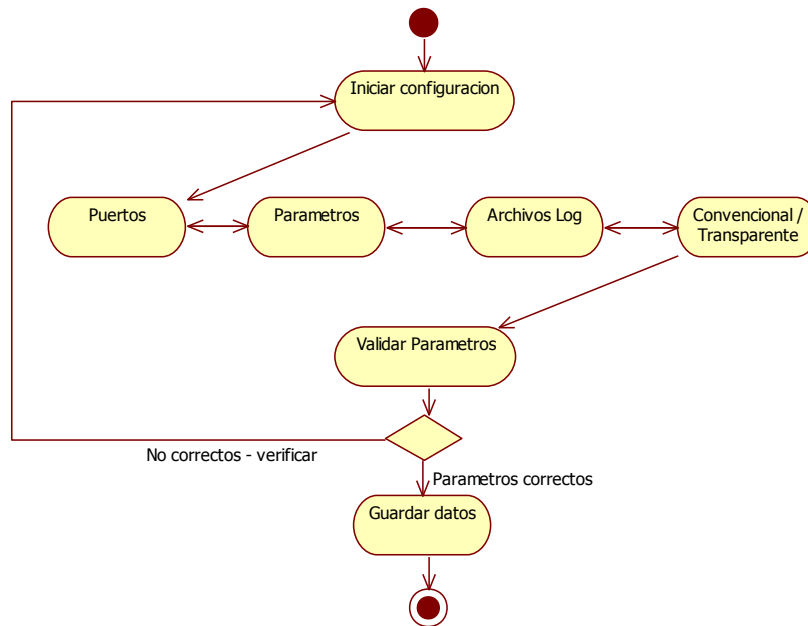 Iniciar configuracion
Puertos
Parametros
Archivos Log
Convencional /
Transparente
Validar Parametros
No correctos - verificar
Parametros correctos
Guardar datos